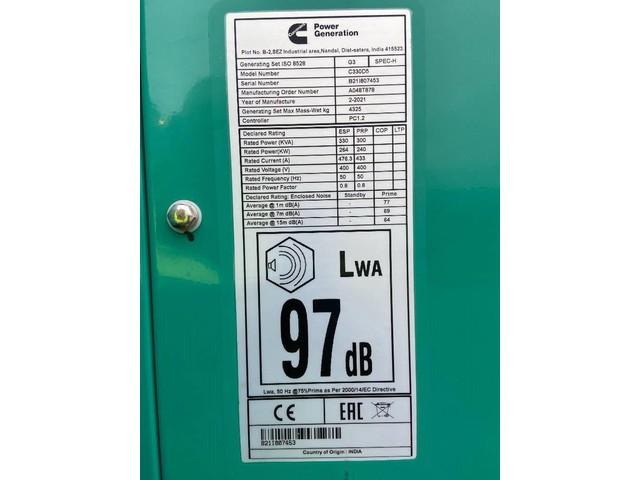 Power
Generation
Plot No. B-2,SEZ Industrial area,Nandal, Dist-satara, India 415523.
Generating Set ISO 8528 G3 SPEC-H
Model Number C330D5
Serial Number B21I807453
Manufacturing Order Number A048T878
Year of Manufacture 2-2021
Generating Set Max Mass-Wet kg 4325
Controller PC1.2
Declared Rating ESP PRP COP LTP
Rated Power (KVA) 330 300
Rated Power(KW) 264 240
Rated Current (A) 476.3 433
Rated Voltage (V) 400 400
Rated Frequency (Hz) 50 50
Rated Power Factor 0.8 0.8
Declared Rating: Enclosed Noise Standby Prime
Average @ 1m dB(A) - 77
Average @ 7m dB(A) - 69
Average @ 15m dB(A) - 64
LWA
97 dB
Lwa, 50 Hz @75%Prime as Per 2000/14/EC Directive
CE EAC
B21I807453
Country of Origin : INDIA